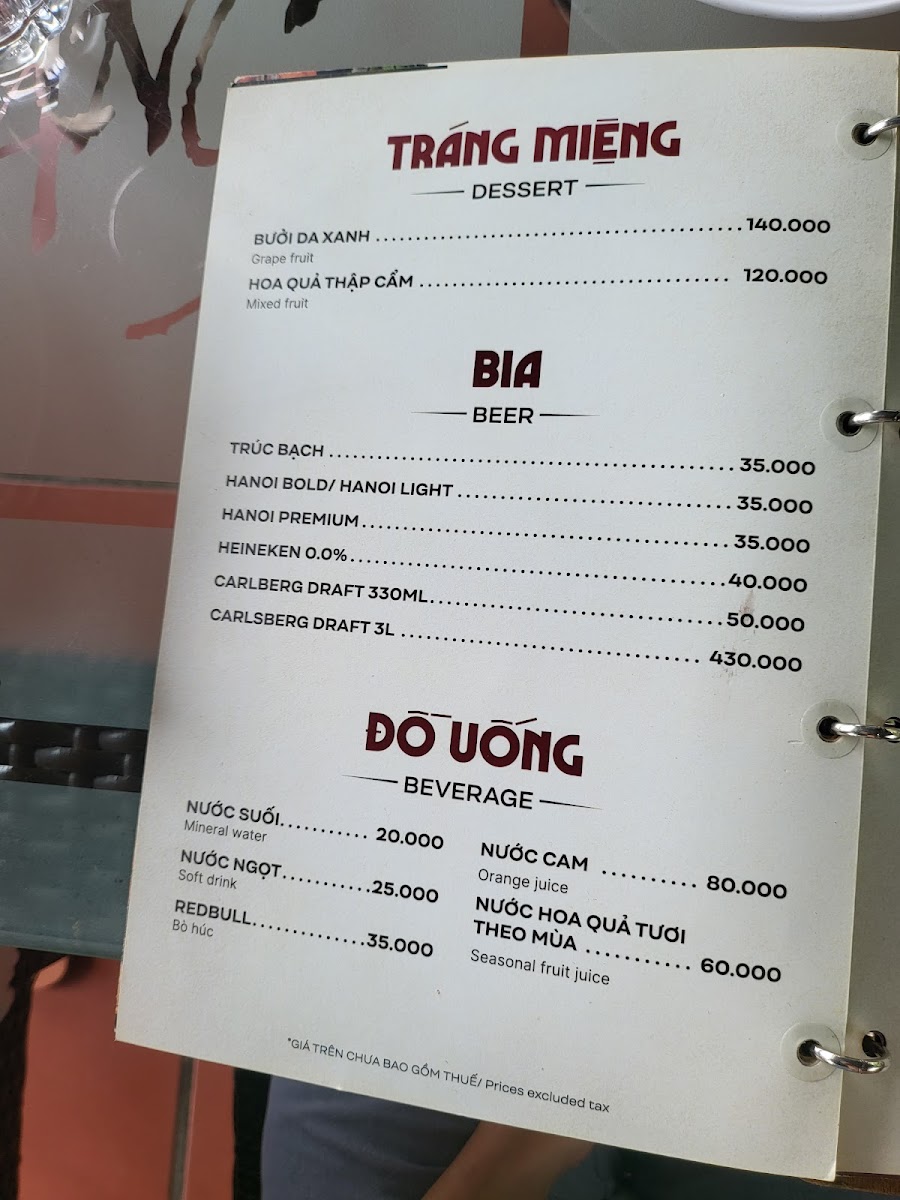 TRÁNG MIỆNG
DESSERT
BƯỞI DA XANH ........ 140.000
Grape fruit
HOA QUẢ THẬP CẨM ........ 120.000
Mixed fruit
BIA
BEER
TRÚC BẠCH ........ 35.000
HANOI BOLD/ HANOI LIGHT ........ 35.000
HANOI PREMIUM ........ 35.000
HEINEKEN 0.0% ........ 40.000
CARLBERG DRAFT 330ML ........ 50.000
CARLSBERG DRAFT 3L ........ 430.000
ĐỒ UỐNG
BEVERAGE
NƯỚC SUỐI ........ 20.000
Mineral water
NƯỚC NGỌT ........ 25.000
Soft drink
REDBULL ........ 35.000
Bò húc
NƯỚC CAM ........ 80.000
Orange juice
NƯỚC HOA QUẢ TƯƠI
THEO MÙA ........ 60.000
Seasonal fruit juice
*GIÁ TRÊN CHƯA BAO GỒM THUẾ/ Prices excluded tax